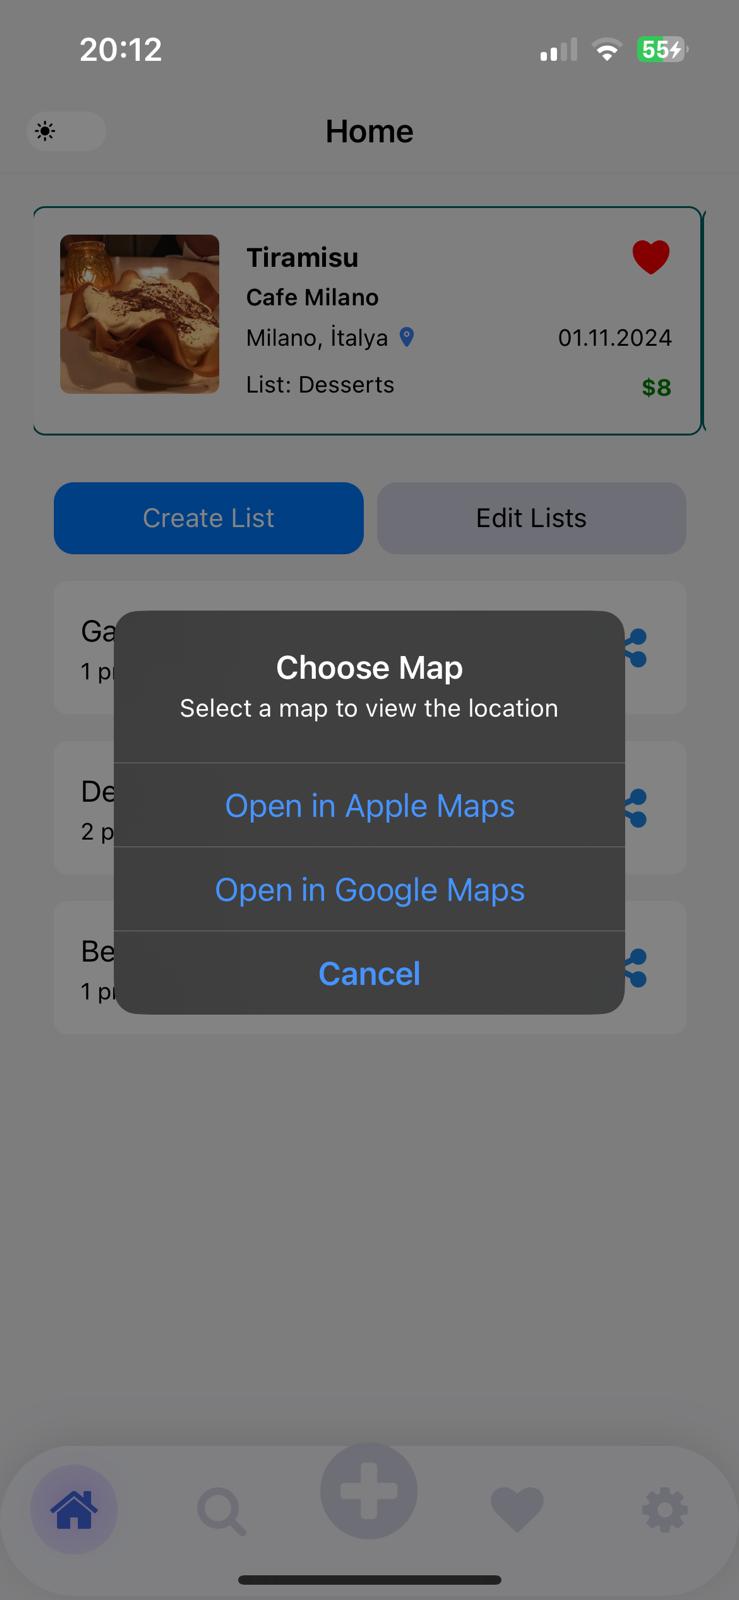 20:12
55
Home
Tiramisu
Cafe Milano
Milano, İtalya
01.11.2024
List: Desserts
$8
Create List
Edit Lists
Ga
1 p
Choose Map
Select a map to view the location
De
2 p
Open in Apple Maps
Open in Google Maps
Be
1 p
Cancel